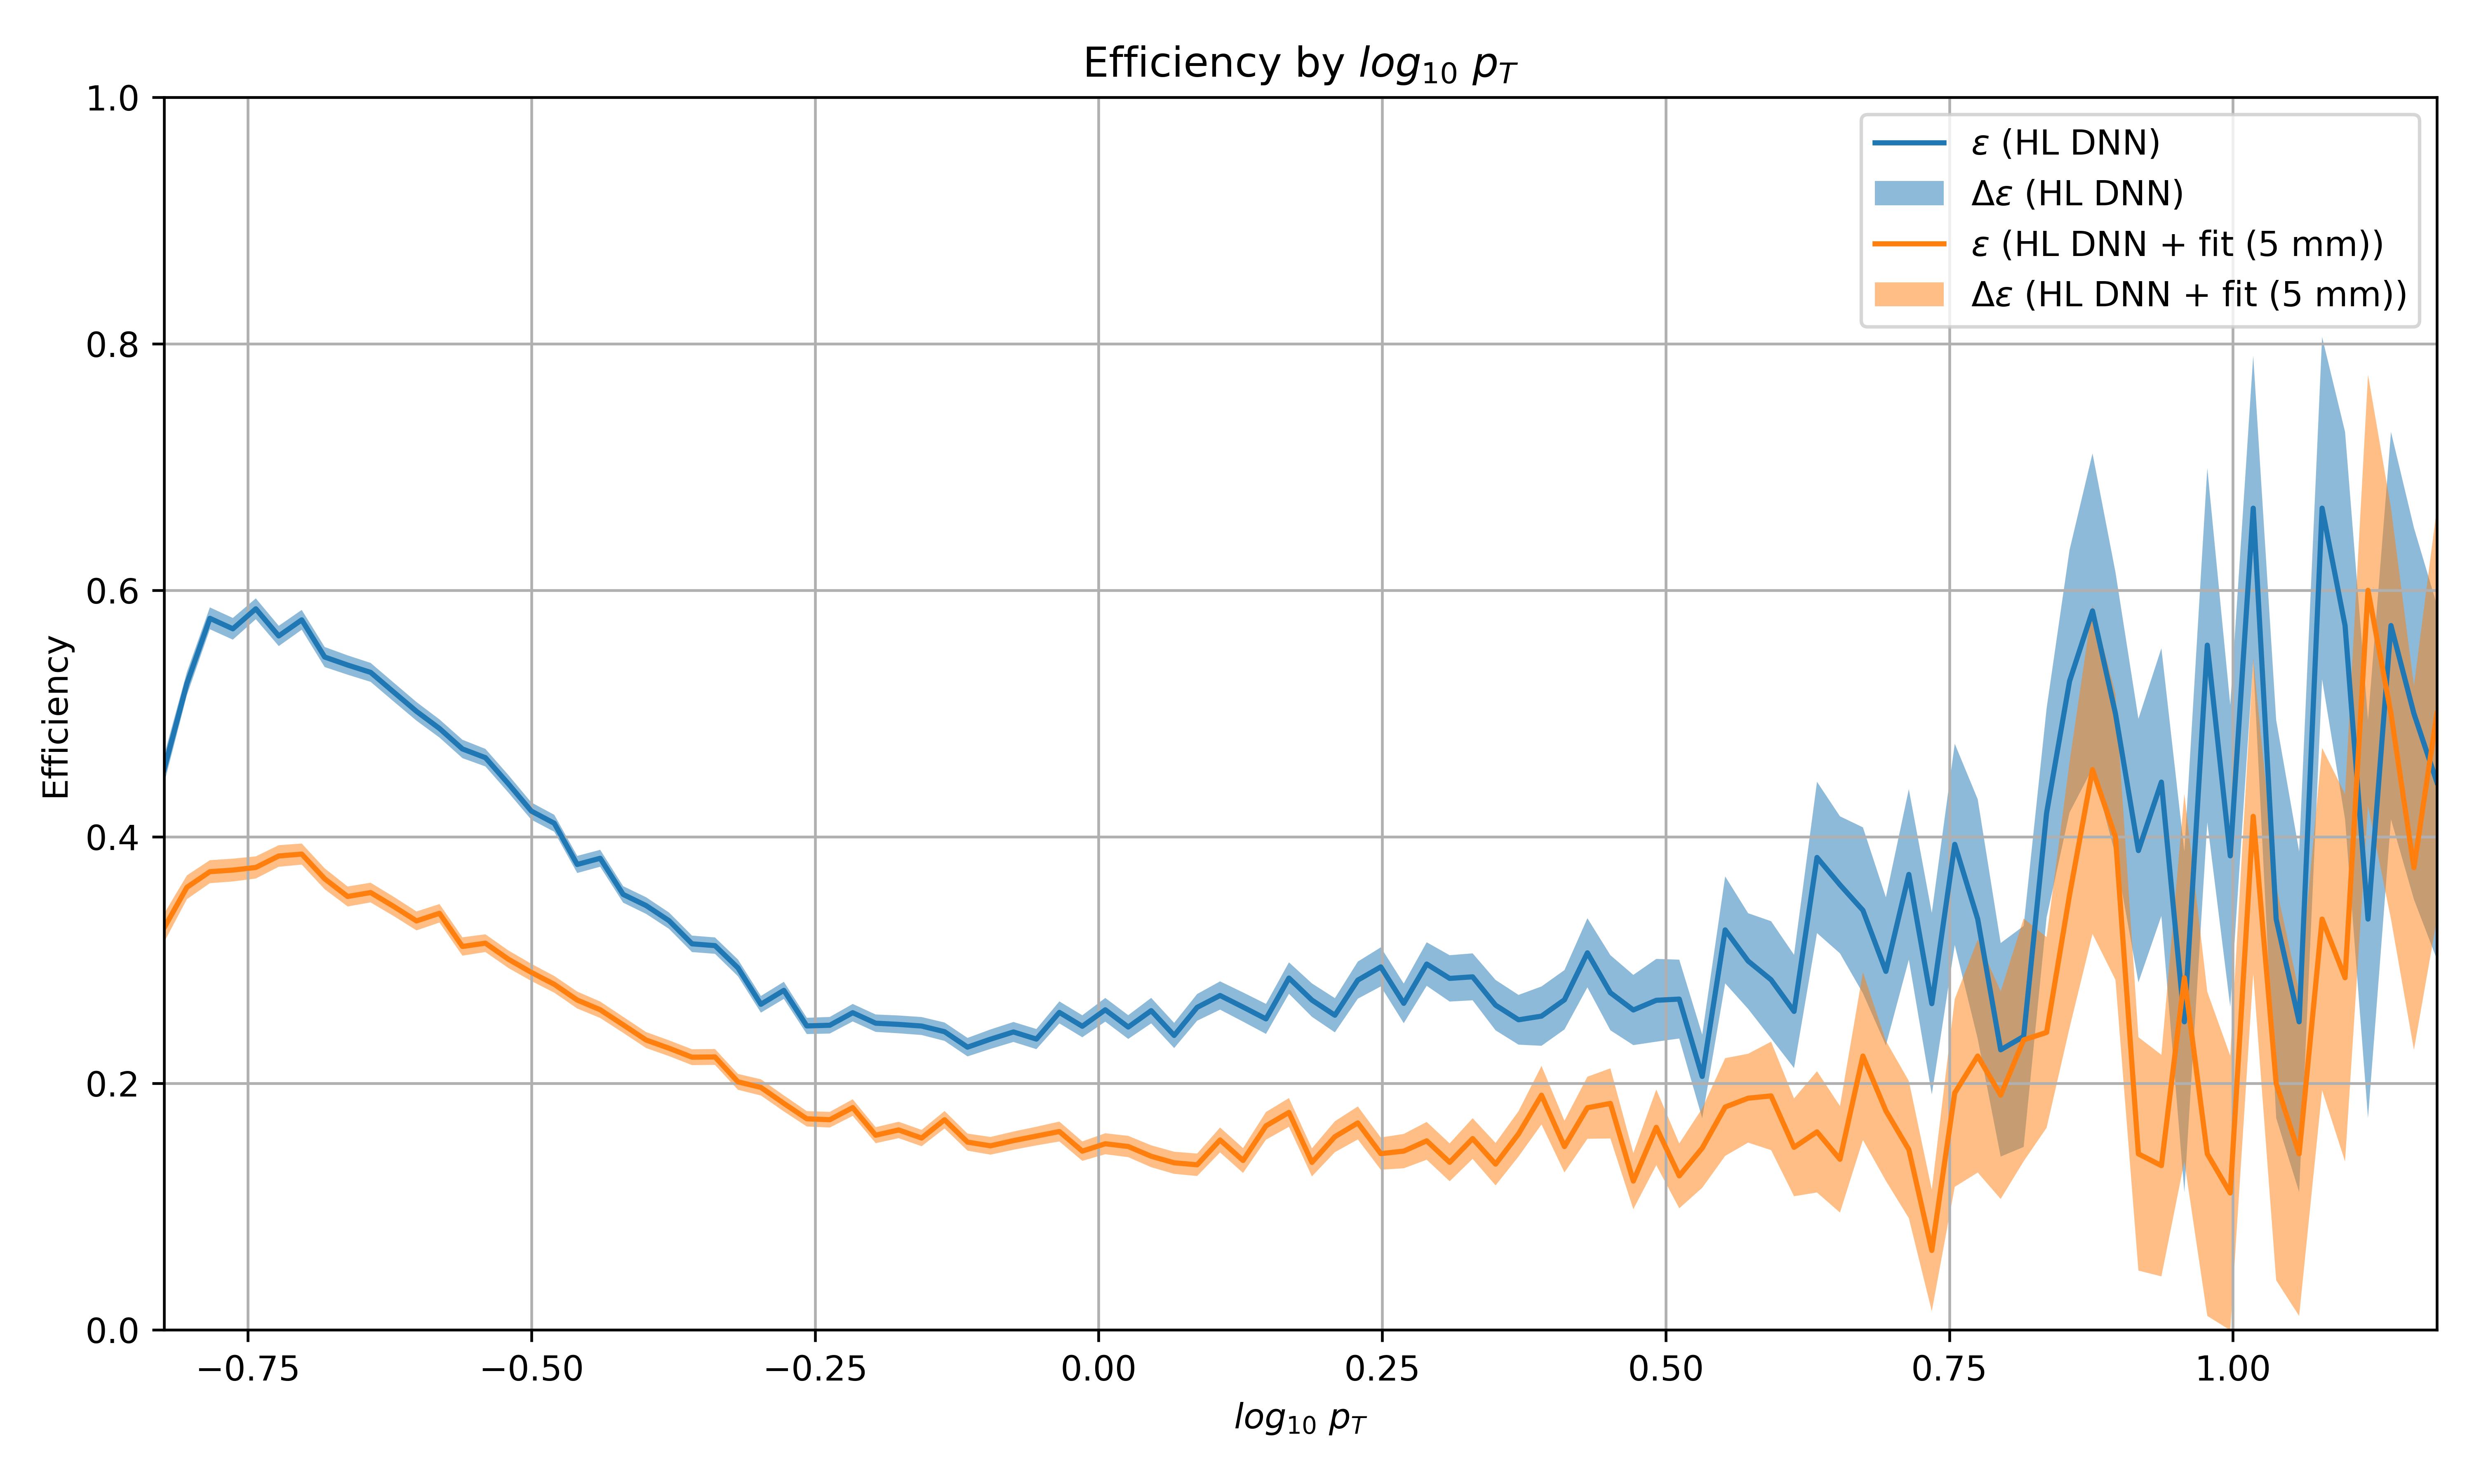 Efficiency by log₁₀ p_T
1.0
0.8
0.6
0.4
0.2
0.0
Efficiency
ε (HL DNN)
Δε (HL DNN)
ε (HL DNN + fit (5 mm))
Δε (HL DNN + fit (5 mm))
−0.75 −0.50 −0.25 0.00 0.25 0.50 0.75 1.00
log₁₀ p_T